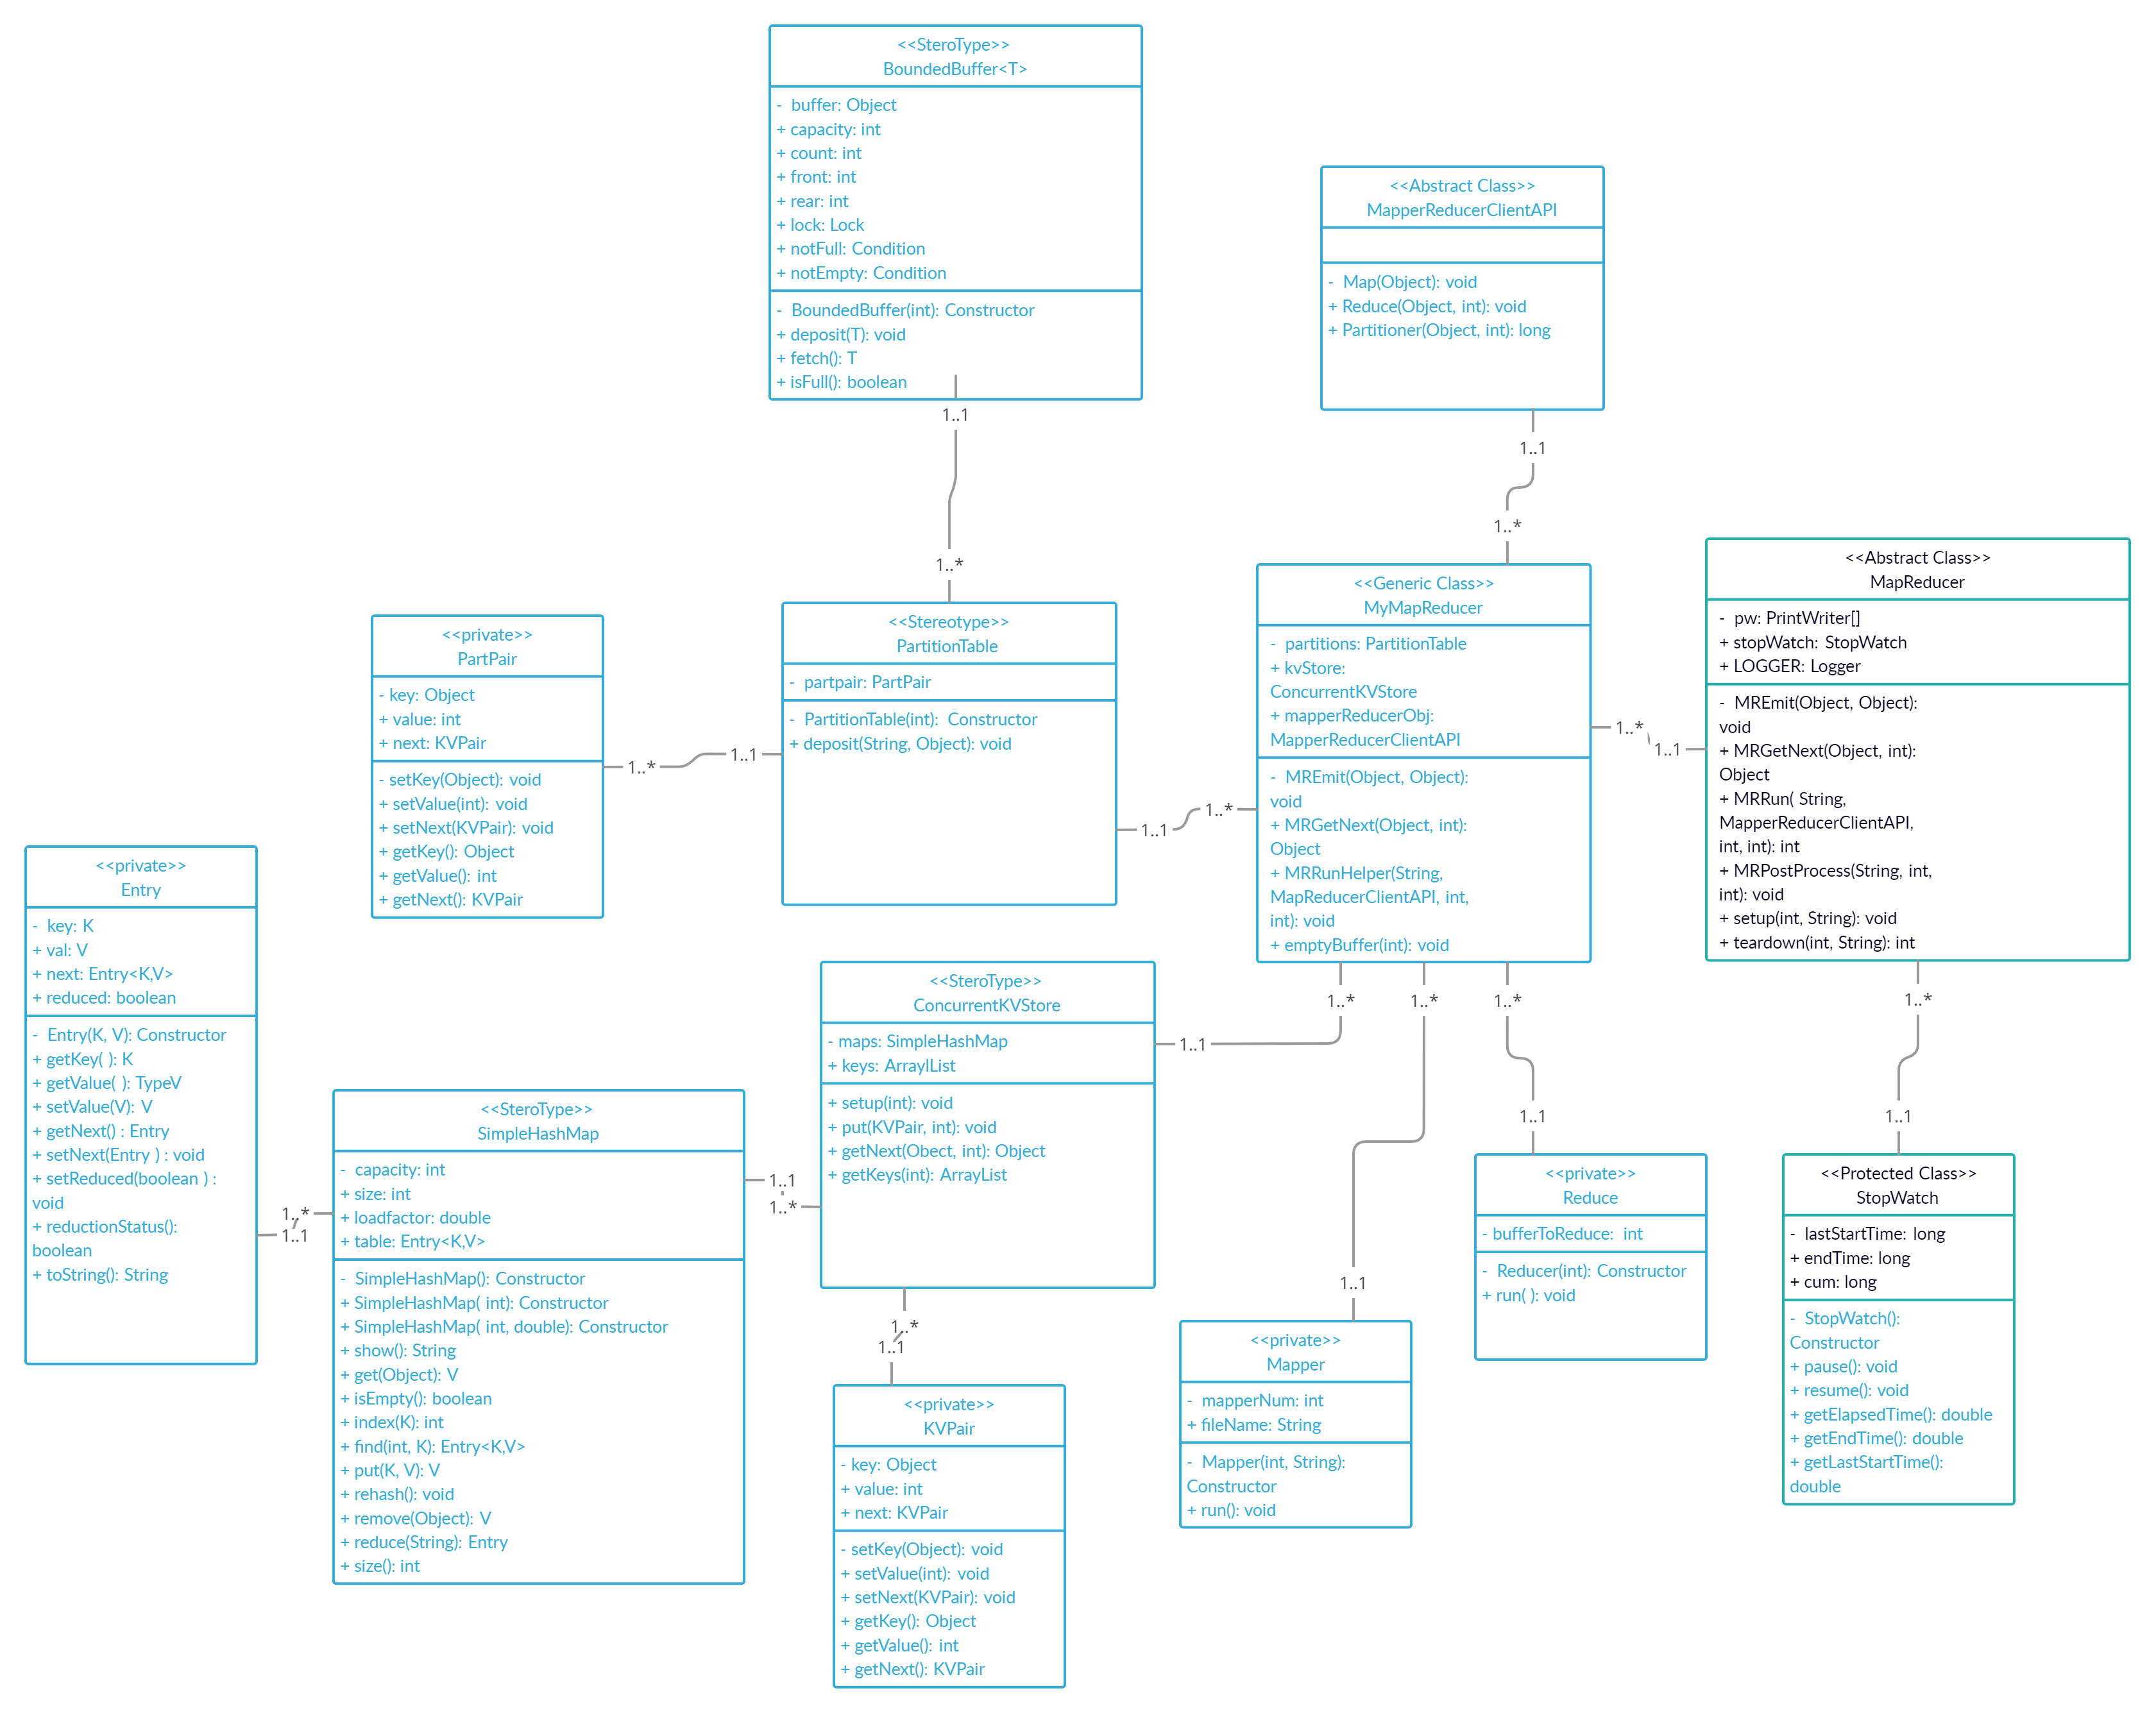 <<SteroType>>
BoundedBuffer<T>
- buffer: Object
+ capacity: int
+ count: int
+ front: int
+ rear: int
+ lock: Lock
+ notFull: Condition
+ notEmpty: Condition
- BoundedBuffer(int): Constructor
+ deposit(T): void
+ fetch(): T
+ isFull(): boolean
1..1
1..*
<<Abstract Class>>
MapperReducerClientAPI
- Map(Object): void
+ Reduce(Object, int): void
+ Partitioner(Object, int): long
1..1
1..*
<<private>>
PartPair
- key: Object
+ value: int
+ next: KVPair
- setKey(Object): void
+ setValue(int): void
+ setNext(KVPair): void
+ getKey(): Object
+ getValue(): int
+ getNext(): KVPair
1..*
1..1
<<Stereotype>>
PartitionTable
- partpair: PartPair
- PartitionTable(int): Constructor
+ deposit(String, Object): void
1..1
1..*
<<Generic Class>>
MyMapReducer
- partitions: PartitionTable
+ kvStore:
ConcurrentKVStore
+ mapperReducerObj:
MapperReducerClientAPI
- MREmit(Object, Object):
void
+ MRGetNext(Object, int):
Object
+ MRRunHelper(String,
MapReducerClientAPI, int,
int): void
+ emptyBuffer(int): void
1..*
1..1
<<Abstract Class>>
MapReducer
- pw: PrintWriter[]
+ stopWatch: StopWatch
+ LOGGER: Logger
- MREmit(Object, Object):
void
+ MRGetNext(Object, int):
Object
+ MRRun( String,
MapperReducerClientAPI,
int, int): int
+ MRPostProcess(String, int,
int): void
+ setup(int, String): void
+ teardown(int, String): int
<<private>>
Entry
- key: K
+ val: V
+ next: Entry<K,V>
+ reduced: boolean
- Entry(K, V): Constructor
+ getKey( ): K
+ getValue( ): TypeV
+ setValue(V): V
+ getNext() : Entry
+ setNext(Entry ) : void
+ setReduced(boolean ) :
void
+ reductionStatus():
boolean
+ toString(): String
1..*
1..1
<<SteroType>>
SimpleHashMap
- capacity: int
+ size: int
+ loadfactor: double
+ table: Entry<K,V>
- SimpleHashMap(): Constructor
+ SimpleHashMap( int): Constructor
+ SimpleHashMap( int, double): Constructor
+ show(): String
+ get(Object): V
+ isEmpty(): boolean
+ index(K): int
+ find(int, K): Entry<K,V>
+ put(K, V): V
+ rehash(): void
+ remove(Object): V
+ reduce(String): Entry
+ size(): int
1..1
1..*
<<SteroType>>
ConcurrentKVStore
- maps: SimpleHashMap
+ keys: ArraylList
+ setup(int): void
+ put(KVPair, int): void
+ getNext(Obect, int): Object
+ getKeys(int): ArrayList
1..1
1..*
1..*
1..*
1..*
1..1
<<private>>
KVPair
- key: Object
+ value: int
+ next: KVPair
- setKey(Object): void
+ setValue(int): void
+ setNext(KVPair): void
+ getKey(): Object
+ getValue(): int
+ getNext(): KVPair
1..1
<<private>>
Mapper
- mapperNum: int
+ fileName: String
- Mapper(int, String):
Constructor
+ run(): void
1..1
<<private>>
Reduce
- bufferToReduce: int
- Reducer(int): Constructor
+ run( ): void
1..*
1..1
<<Protected Class>>
StopWatch
- lastStartTime: long
+ endTime: long
+ cum: long
- StopWatch():
Constructor
+ pause(): void
+ resume(): void
+ getElapsedTime(): double
+ getEndTime(): double
+ getLastStartTime():
double